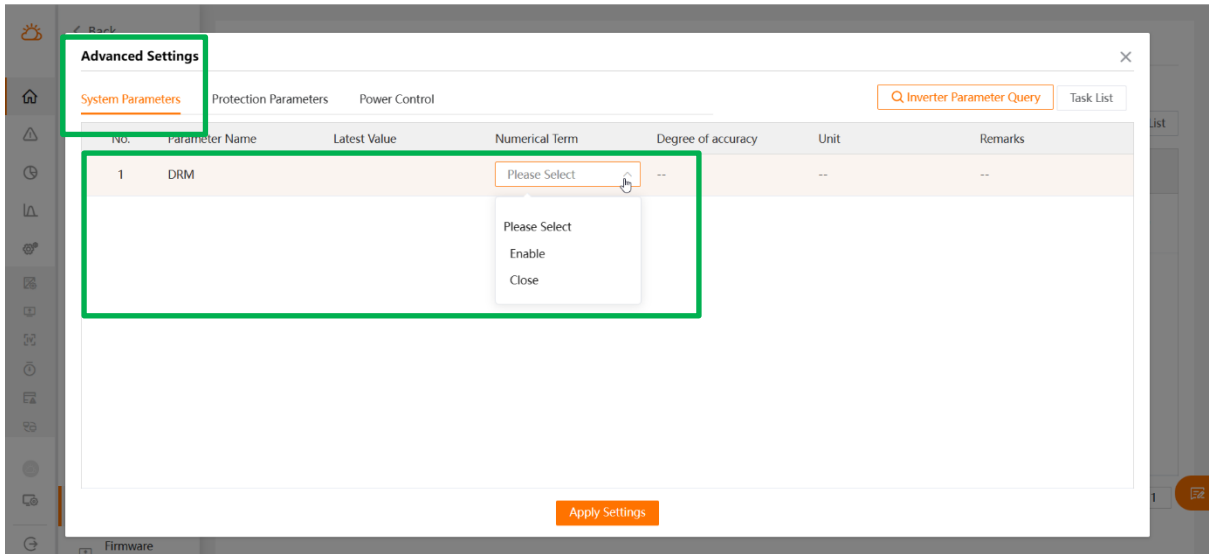 Back
Advanced Settings
System Parameters Protection Parameters Power Control Inverter Parameter Query Task List
List
No. Parameter Name Latest Value Numerical Term Degree of accuracy Unit Remarks
1 DRM Please Select -- -- --
Please Select
Enable
Close
1
Apply Settings
Firmware